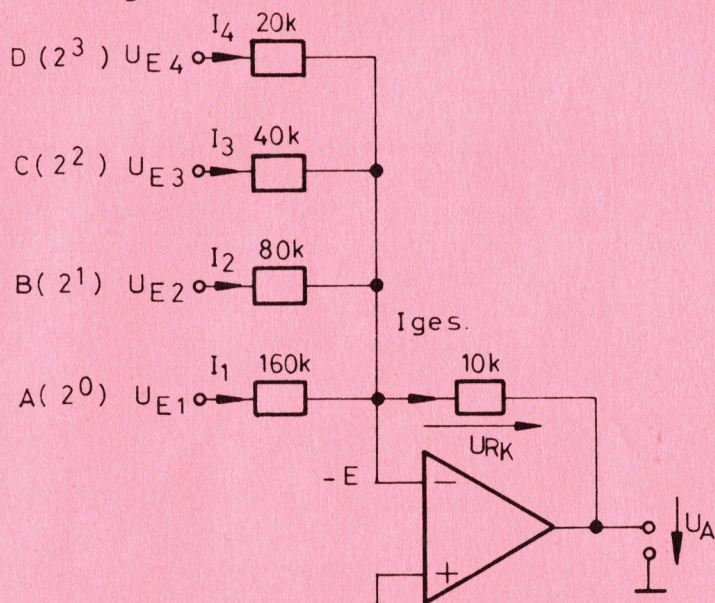 I4 20k
D (2³) UE4
I3 40k
C(2²) UE3
I2 80k
B(2¹) UE2
Iges.
I1 160k 10k
A(2⁰) UE1
URK
-E −
UA
+